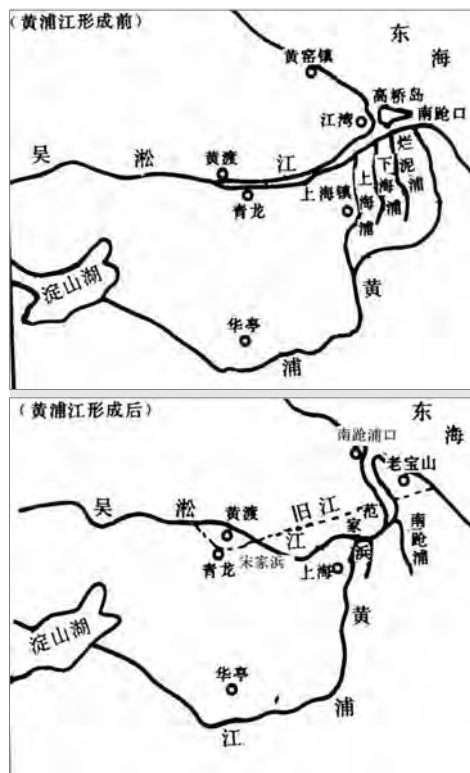 （黄浦江形成前）
东海
黄窑镇
高桥岛
江湾
南跄口
吴淞江
黄渡
青龙
上海镇
上海浦
下海浦
烂泥浦
淀山湖
华亭
黄浦
（黄浦江形成后）
东海
南跄浦口
老宝山
吴淞江
黄渡
旧江
范家浜
南跄浦
青龙
宋家浜
上海
淀山湖
华亭
黄浦江